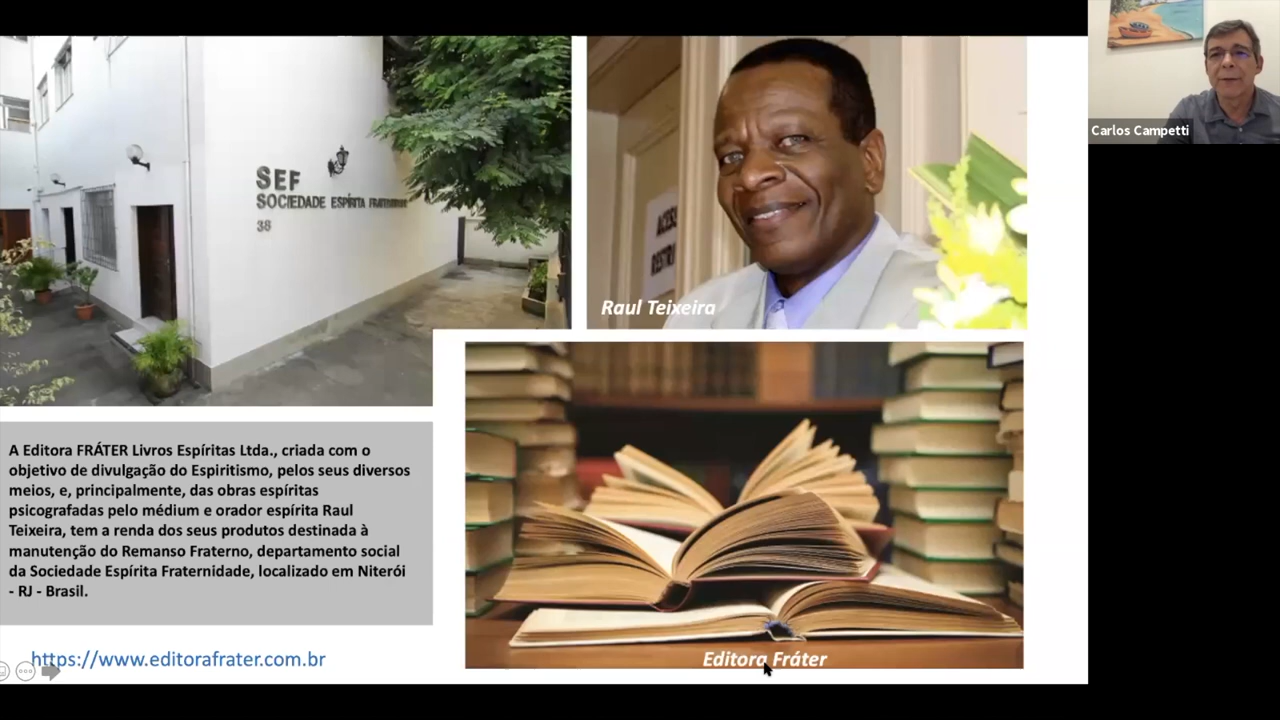 SEF
SOCIEDADE ESPÍRITA FRATERNIDADE
38
ACESS
RESTRI
Raul Teixeira
Carlos Campetti
A Editora FRÁTER Livros Espíritas Ltda., criada com o
objetivo de divulgação do Espiritismo, pelos seus diversos
meios, e, principalmente, das obras espíritas
psicografadas pelo médium e orador espírita Raul
Teixeira, tem a renda dos seus produtos destinada à
manutenção do Remanso Fraterno, departamento social
da Sociedade Espírita Fraternidade, localizado em Niterói
- RJ - Brasil.
https://www.editorafrater.com.br
Editora Fráter